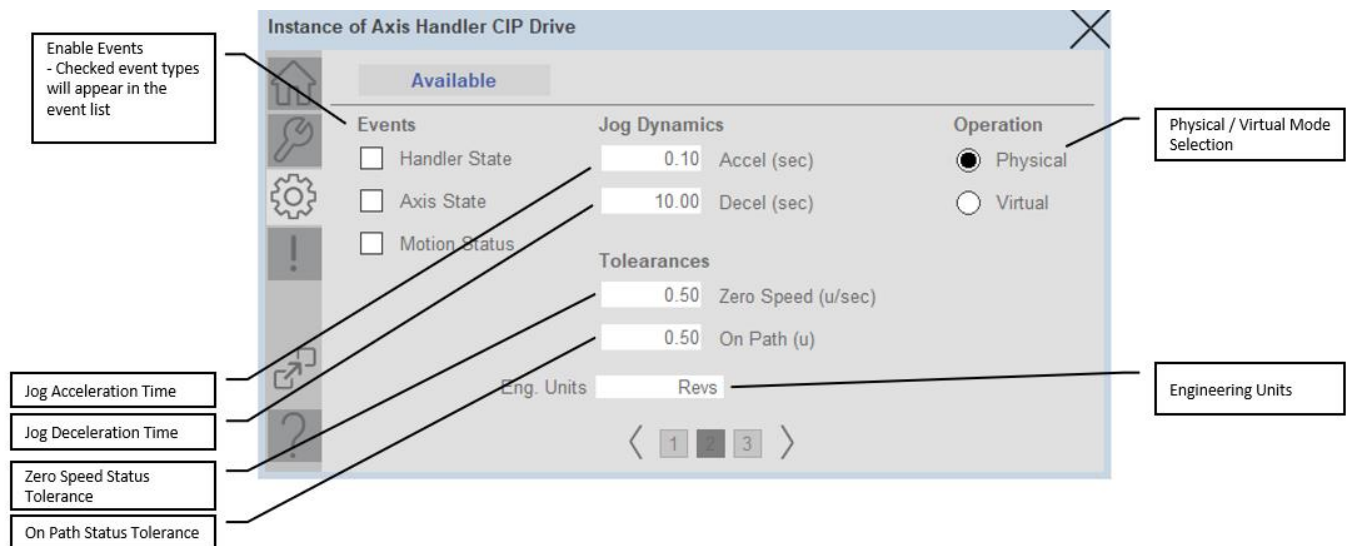 Instance of Axis Handler CIP Drive
Enable Events
- Checked event types
will appear in the
event list
Available
Events
Handler State
Axis State
Motion Status
Jog Dynamics
0.10 Accel (sec)
10.00 Decel (sec)
Tolearances
0.50 Zero Speed (u/sec)
0.50 On Path (u)
Eng. Units Revs
Operation
Physical
Virtual
Physical / Virtual Mode
Selection
Engineering Units
Jog Acceleration Time
Jog Deceleration Time
Zero Speed Status
Tolerance
On Path Status Tolerance
1 2 3